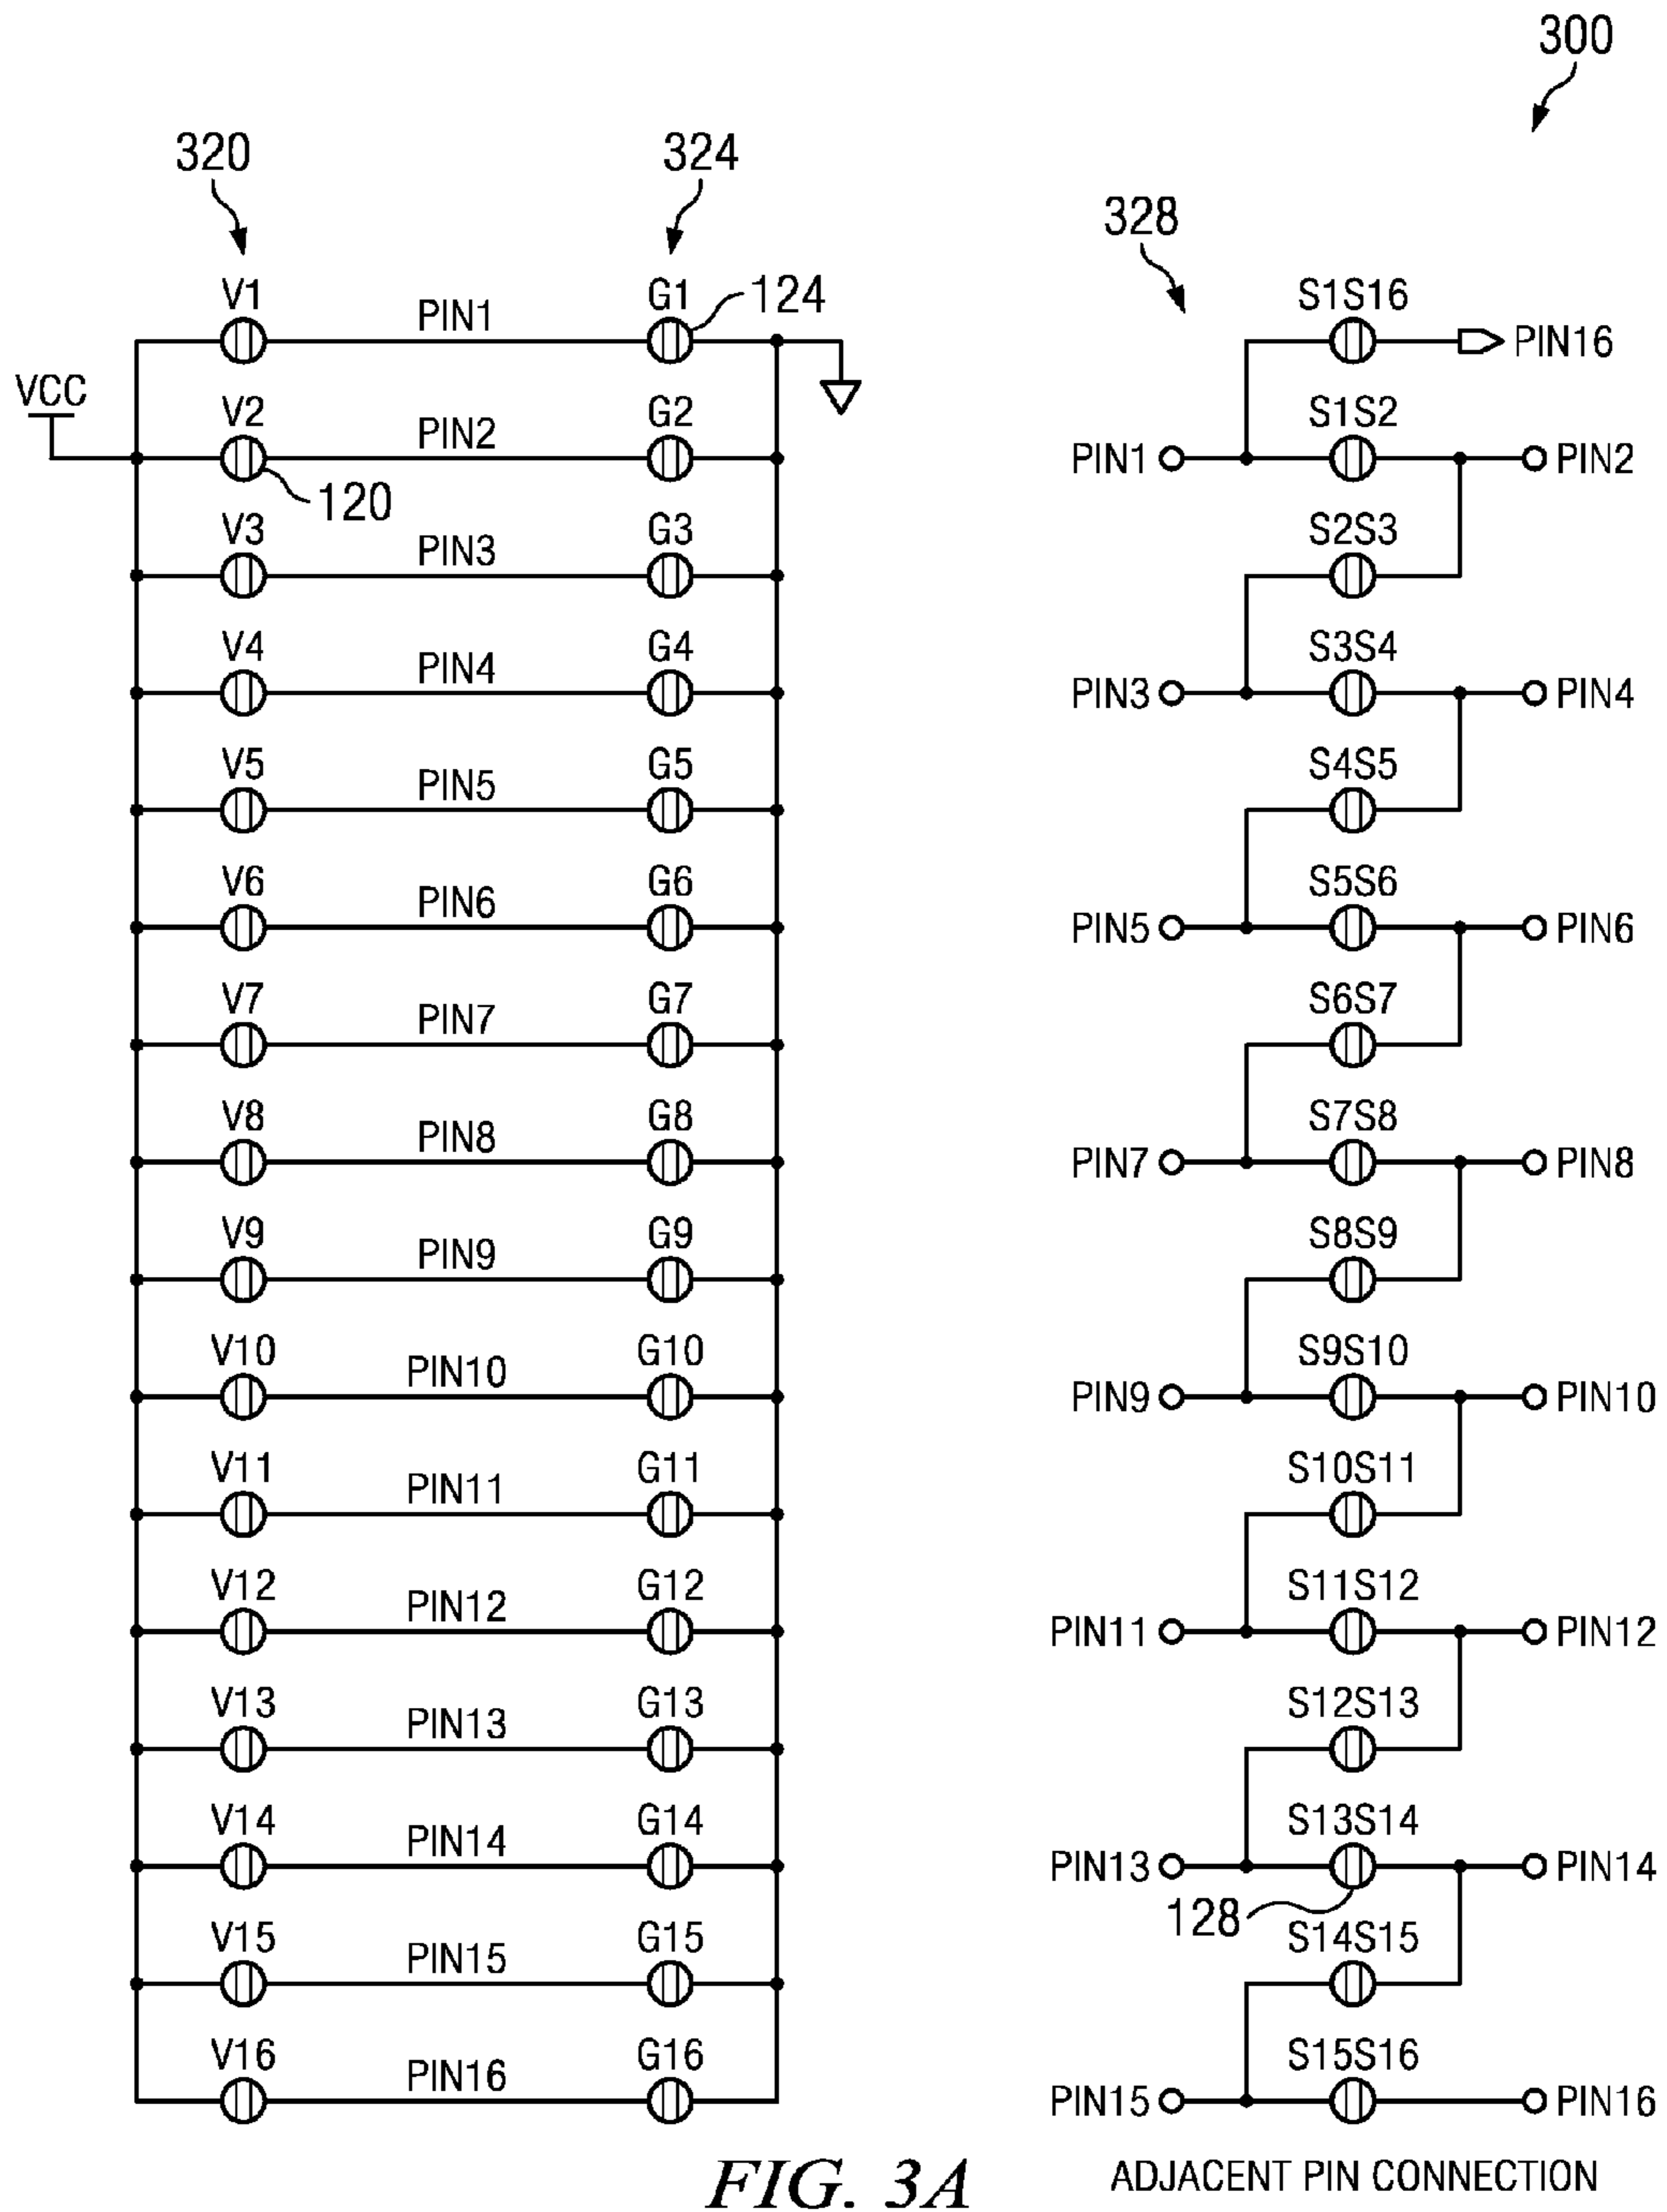 300
320
324
328
V1
PIN1
G1
124
S1S16
PIN16
VCC
V2
PIN2
G2
S1S2
PIN1
PIN2
120
V3
PIN3
G3
S2S3
V4
PIN4
G4
S3S4
PIN3
PIN4
V5
PIN5
G5
S4S5
V6
PIN6
G6
S5S6
PIN5
PIN6
V7
PIN7
G7
S6S7
V8
PIN8
G8
S7S8
PIN7
PIN8
V9
PIN9
G9
S8S9
V10
PIN10
G10
S9S10
PIN9
PIN10
V11
PIN11
G11
S10S11
V12
PIN12
G12
S11S12
PIN11
PIN12
V13
PIN13
G13
S12S13
V14
PIN14
G14
S13S14
PIN13
PIN14
128
V15
PIN15
G15
S14S15
V16
PIN16
G16
S15S16
PIN15
PIN16
FIG. 3A
ADJACENT PIN CONNECTION